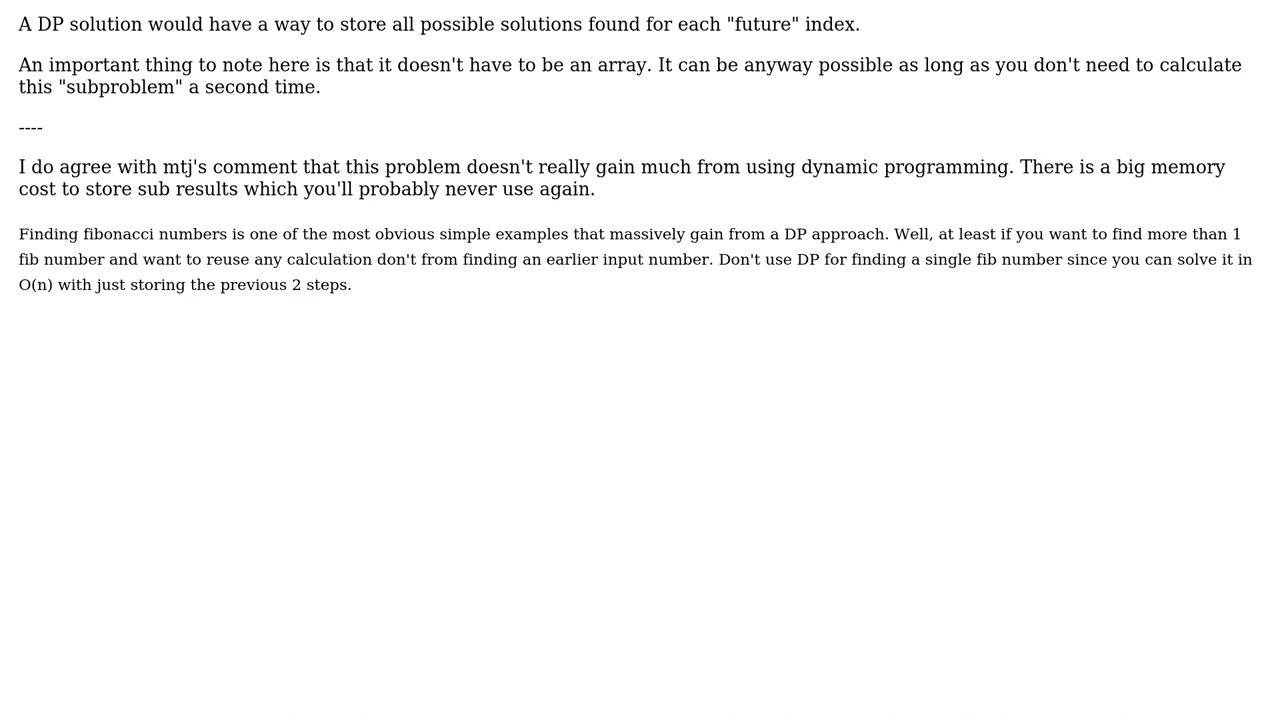 A DP solution would have a way to store all possible solutions found for each "future" index.
An important thing to note here is that it doesn't have to be an array. It can be anyway possible as long as you don't need to calculate
this "subproblem" a second time.
----
I do agree with mtj's comment that this problem doesn't really gain much from using dynamic programming. There is a big memory
cost to store sub results which you'll probably never use again.
Finding fibonacci numbers is one of the most obvious simple examples that massively gain from a DP approach. Well, at least if you want to find more than 1
fib number and want to reuse any calculation don't from finding an earlier input number. Don't use DP for finding a single fib number since you can solve it in
O(n) with just storing the previous 2 steps.